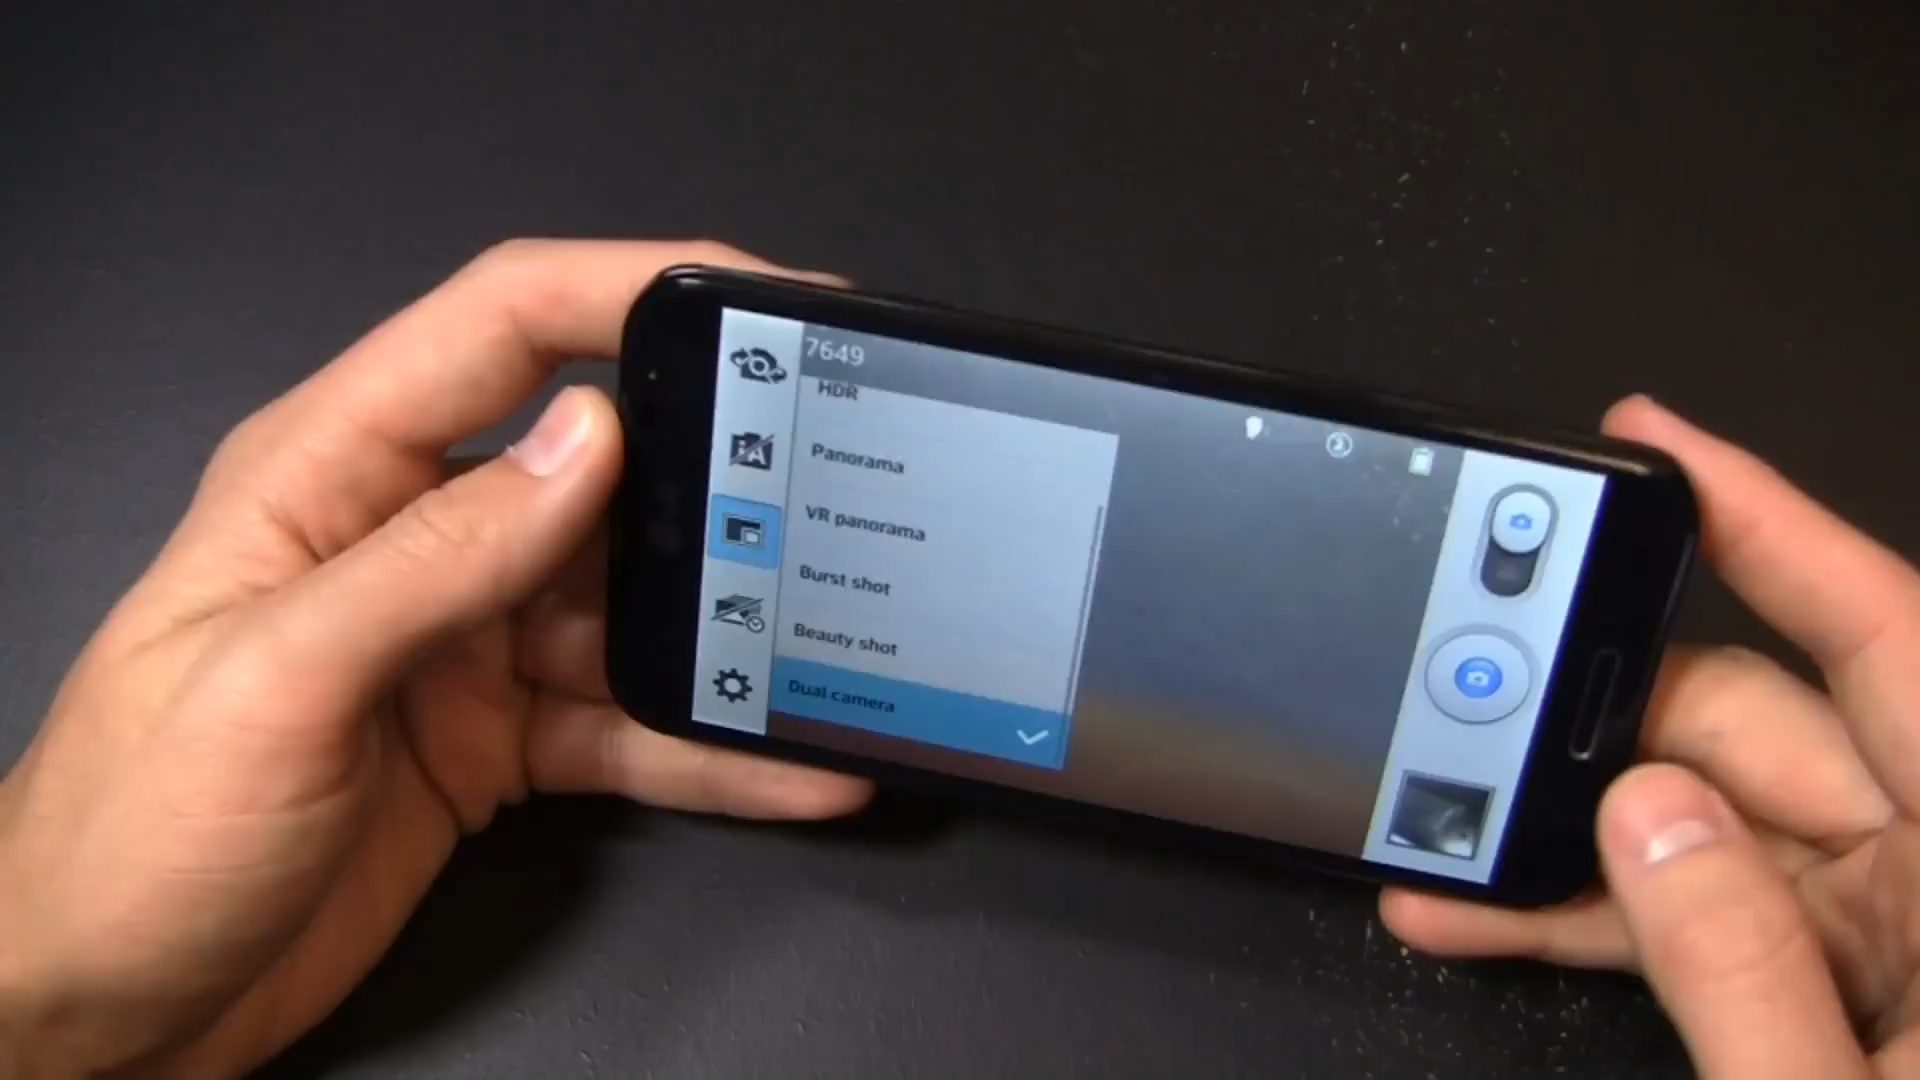 7649
HDR
Panorama
VR panorama
Burst shot
Beauty shot
Dual camera